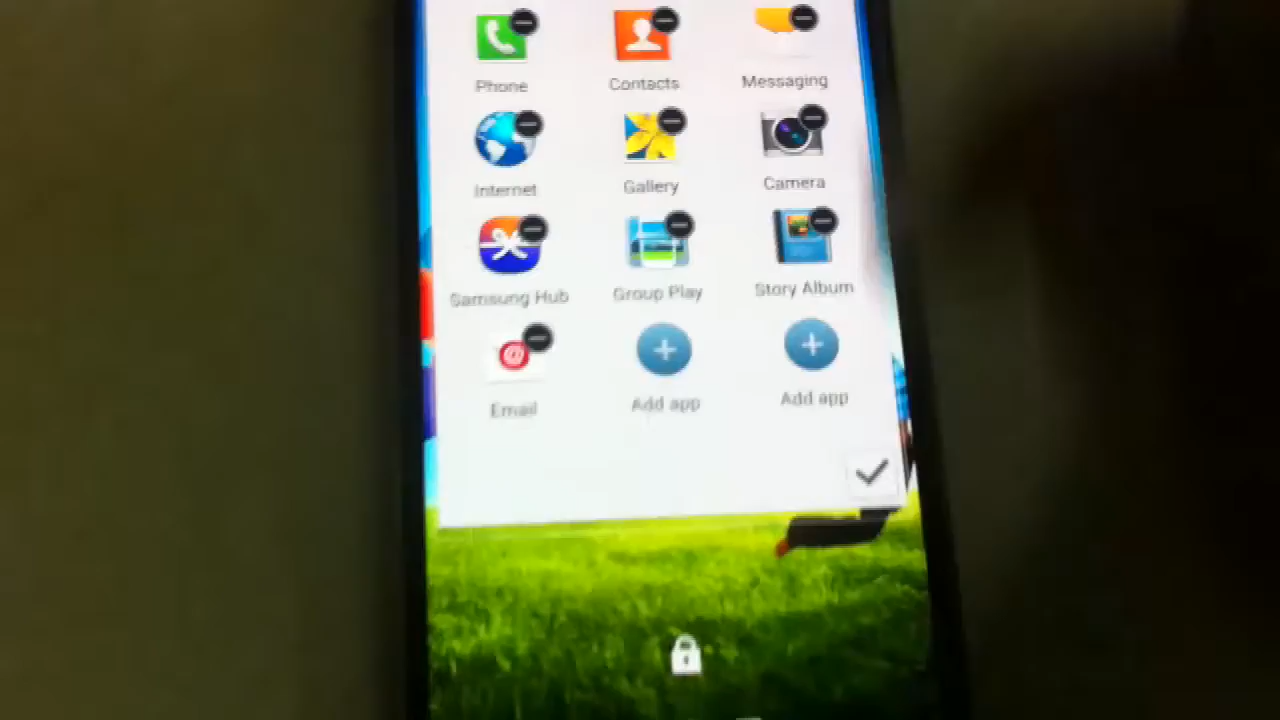 Phone Contacts Messaging
Internet Gallery Camera
Samsung Hub Group Play Story Album
@
Email Add app Add app